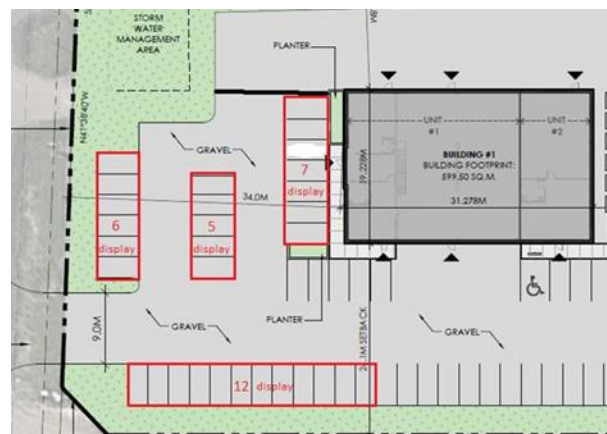 STORM
WATER
MANAGEMENT
AREA
PLANTER
N41°38'40"W
GRAVEL
7
display
UNIT
#1
UNIT
#2
BUILDING #1
BUILDING FOOTPRINT:
599.50 SQ.M.
19.228M
31.278M
34.0M
6
display
5
display
9.0M
GRAVEL
PLANTER
GRAVEL
SETBACK
12 display